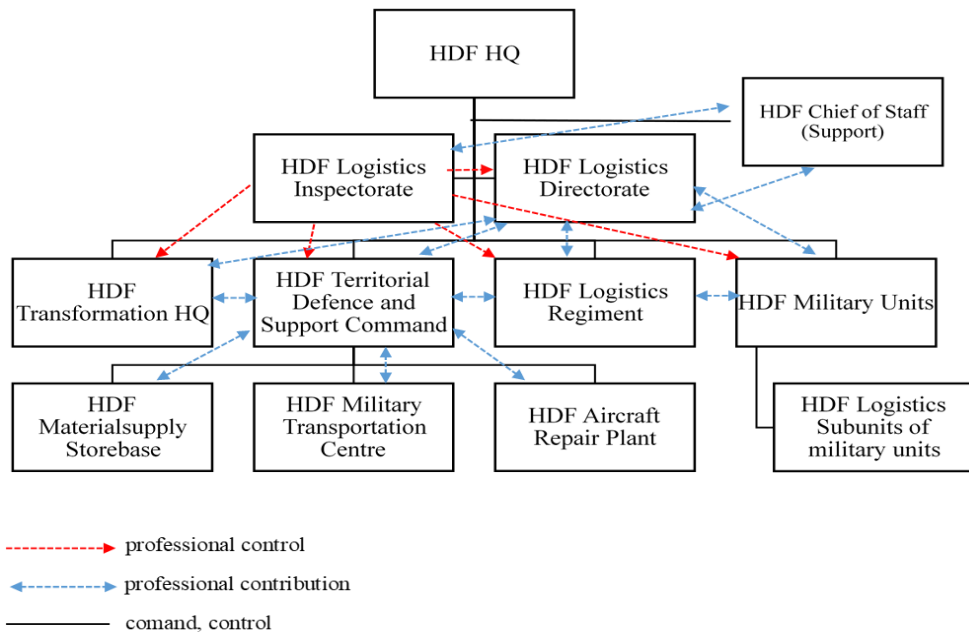 HDF HQ
HDF Chief of Staff
(Support)
HDF Logistics
Inspectorate
HDF Logistics
Directorate
HDF
Transformation HQ
HDF Territorial
Defence and
Support Command
HDF Logistics
Regiment
HDF Military Units
HDF
Materialsupply
Storebase
HDF Military
Transportation
Centre
HDF Aircraft
Repair Plant
HDF Logistics
Subunits of
military units
professional control
professional contribution
comand, control